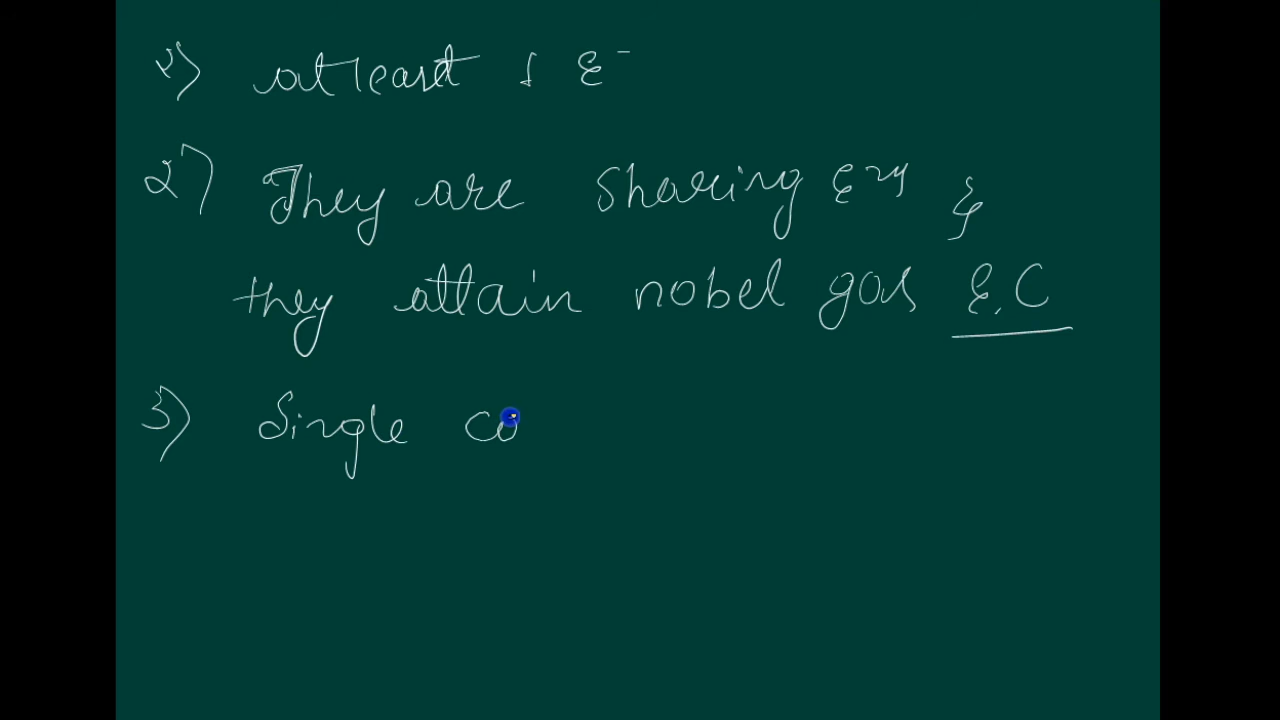 1) atleast 1 e⁻
2) They are sharing e⁻s &
they attain nobel gas E.C
3) Single co